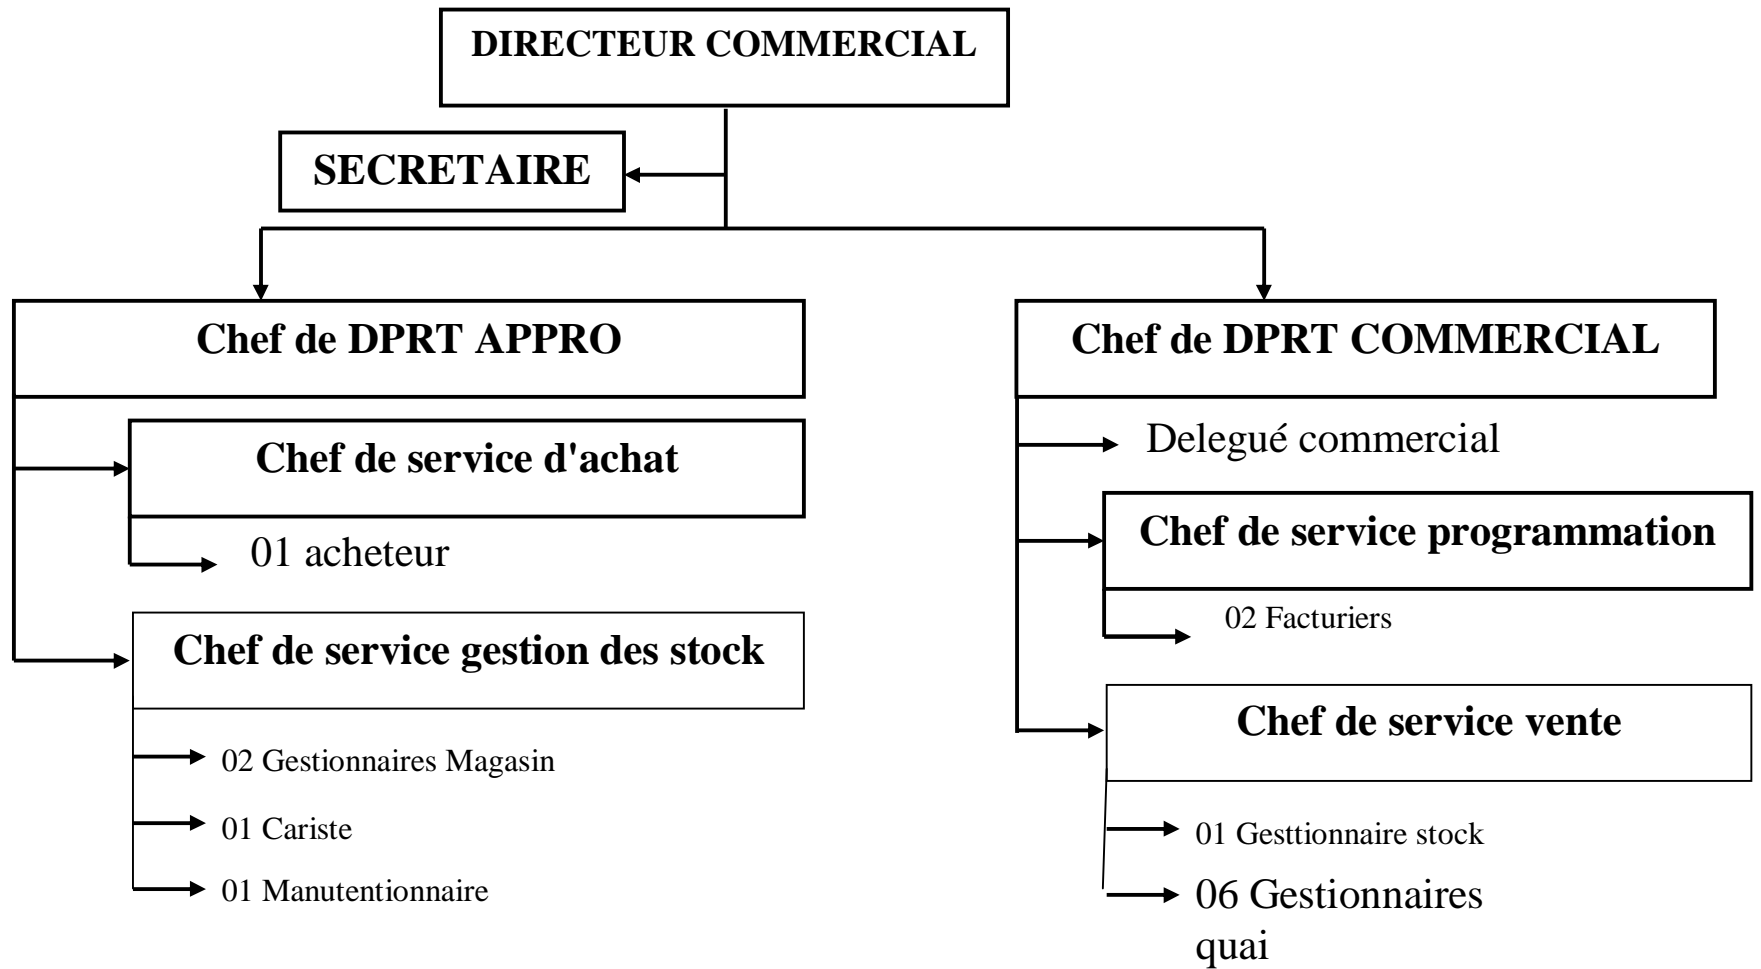 DIRECTEUR COMMERCIAL
SECRETAIRE
Chef de DPRT APPRO
Chef de service d'achat
01 acheteur
Chef de service gestion des stock
02 Gestionnaires Magasin
01 Cariste
01 Manutentionnaire
Chef de DPRT COMMERCIAL
Delegué commercial
Chef de service programmation
02 Facturiers
Chef de service vente
01 Gesttionnaire stock
06 Gestionnaires
quai